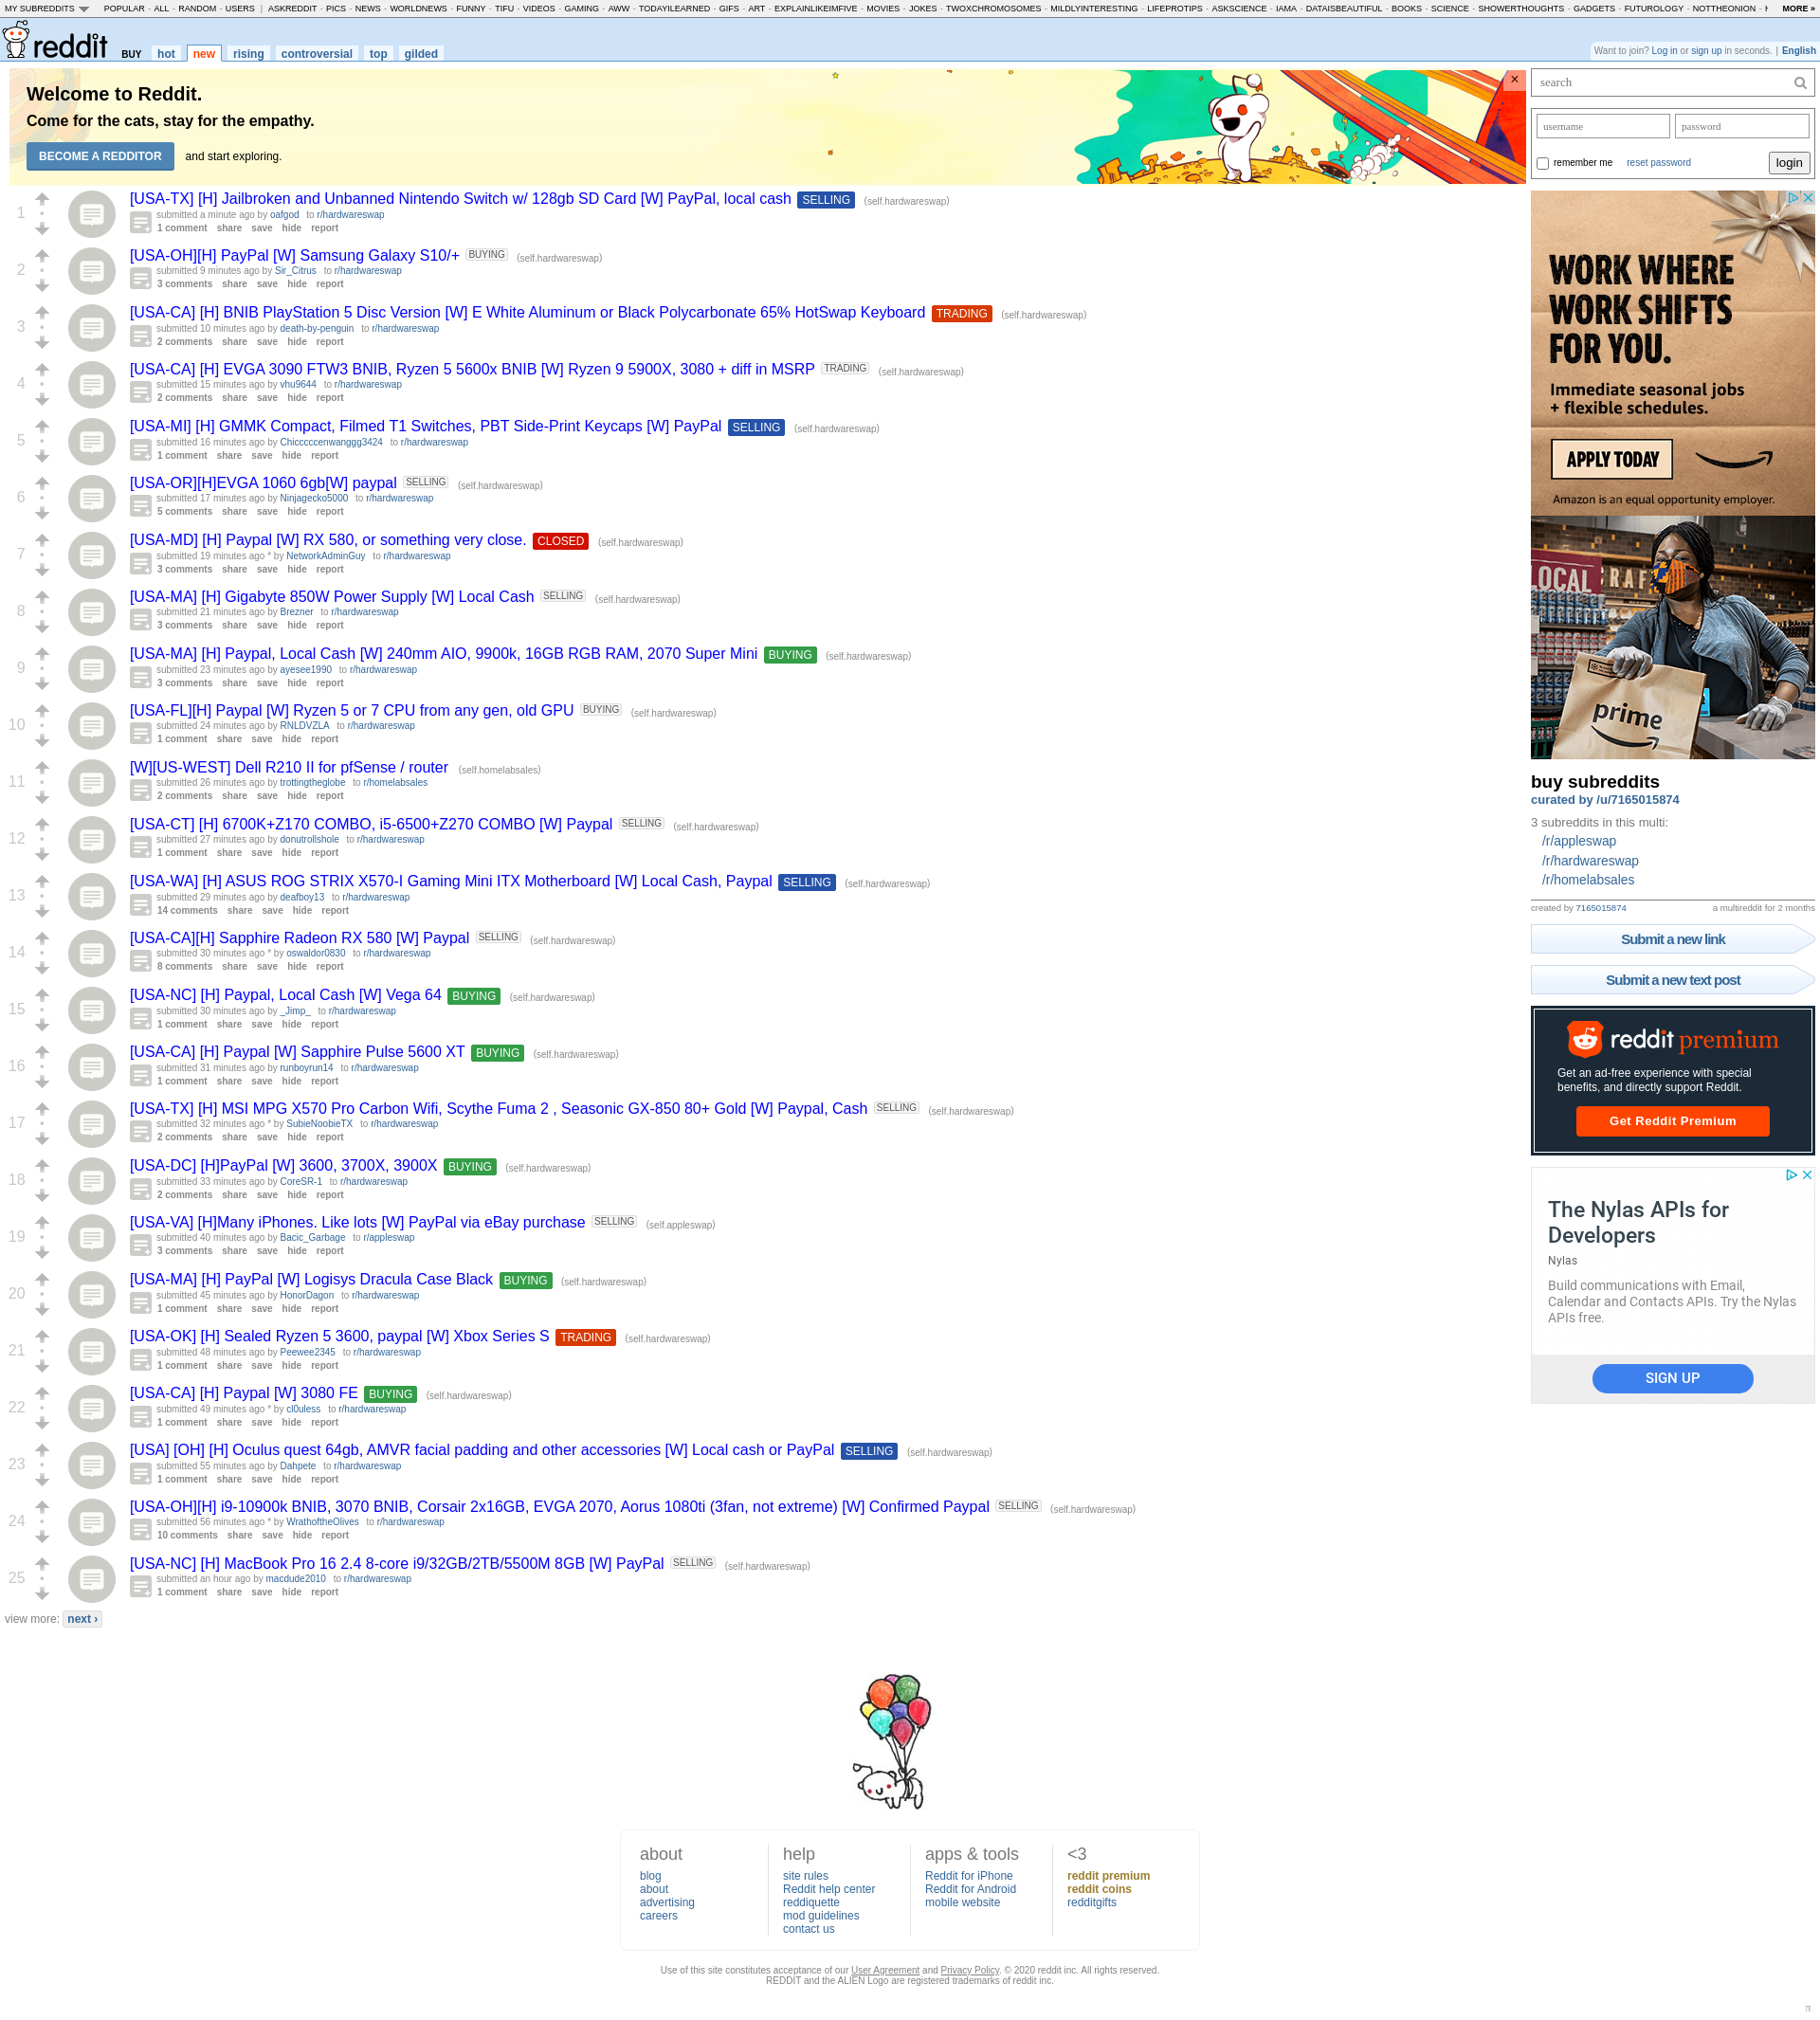 MY SUBREDDITS POPULAR - ALL - RANDOM - USERS | ASKREDDIT - PICS - NEWS - WORLDNEWS - FUNNY - TIFU - VIDEOS - GAMING - AWW - TODAYILEARNED - GIFS - ART - EXPLAINLIKEIMFIVE - MOVIES - JOKES - TWOXCHROMOSOMES - MILDLYINTERESTING - LIFEPROTIPS - ASKSCIENCE - IAMA - DATAISBEAUTIFUL - BOOKS - SCIENCE - SHOWERTHOUGHTS - GADGETS - FUTUROLOGY - NOTTHEONION - MORE »
reddit BUY hot new rising controversial top gilded
Want to join? Log in or sign up in seconds. | English
Welcome to Reddit.
Come for the cats, stay for the empathy.
BECOME A REDDITOR and start exploring.
×
1
[USA-TX] [H] Jailbroken and Unbanned Nintendo Switch w/ 128gb SD Card [W] PayPal, local cash SELLING (self.hardwareswap)
submitted a minute ago by oafgod to r/hardwareswap
1 comment share save hide report
2
[USA-OH][H] PayPal [W] Samsung Galaxy S10/+ BUYING (self.hardwareswap)
submitted 9 minutes ago by Sir_Citrus to r/hardwareswap
3 comments share save hide report
3
[USA-CA] [H] BNIB PlayStation 5 Disc Version [W] E White Aluminum or Black Polycarbonate 65% HotSwap Keyboard TRADING (self.hardwareswap)
submitted 10 minutes ago by death-by-penguin to r/hardwareswap
2 comments share save hide report
4
[USA-CA] [H] EVGA 3090 FTW3 BNIB, Ryzen 5 5600x BNIB [W] Ryzen 9 5900X, 3080 + diff in MSRP TRADING (self.hardwareswap)
submitted 15 minutes ago by vhu9644 to r/hardwareswap
2 comments share save hide report
5
[USA-MI] [H] GMMK Compact, Filmed T1 Switches, PBT Side-Print Keycaps [W] PayPal SELLING (self.hardwareswap)
submitted 16 minutes ago by Chicccccenwanggg3424 to r/hardwareswap
1 comment share save hide report
6
[USA-OR][H]EVGA 1060 6gb[W] paypal SELLING (self.hardwareswap)
submitted 17 minutes ago by Ninjagecko5000 to r/hardwareswap
5 comments share save hide report
7
[USA-MD] [H] Paypal [W] RX 580, or something very close. CLOSED (self.hardwareswap)
submitted 19 minutes ago * by NetworkAdminGuy to r/hardwareswap
3 comments share save hide report
8
[USA-MA] [H] Gigabyte 850W Power Supply [W] Local Cash SELLING (self.hardwareswap)
submitted 21 minutes ago by Brezner to r/hardwareswap
3 comments share save hide report
9
[USA-MA] [H] Paypal, Local Cash [W] 240mm AIO, 9900k, 16GB RGB RAM, 2070 Super Mini BUYING (self.hardwareswap)
submitted 23 minutes ago by ayesee1990 to r/hardwareswap
3 comments share save hide report
10
[USA-FL][H] Paypal [W] Ryzen 5 or 7 CPU from any gen, old GPU BUYING (self.hardwareswap)
submitted 24 minutes ago by RNLDVZLA to r/hardwareswap
1 comment share save hide report
11
[W][US-WEST] Dell R210 II for pfSense / router (self.homelabsales)
submitted 26 minutes ago by trottingtheglobe to r/homelabsales
2 comments share save hide report
12
[USA-CT] [H] 6700K+Z170 COMBO, i5-6500+Z270 COMBO [W] Paypal SELLING (self.hardwareswap)
submitted 27 minutes ago by donutrollshole to r/hardwareswap
1 comment share save hide report
13
[USA-WA] [H] ASUS ROG STRIX X570-I Gaming Mini ITX Motherboard [W] Local Cash, Paypal SELLING (self.hardwareswap)
submitted 29 minutes ago by deafboy13 to r/hardwareswap
14 comments share save hide report
14
[USA-CA][H] Sapphire Radeon RX 580 [W] Paypal SELLING (self.hardwareswap)
submitted 30 minutes ago * by oswaldor0830 to r/hardwareswap
8 comments share save hide report
15
[USA-NC] [H] Paypal, Local Cash [W] Vega 64 BUYING (self.hardwareswap)
submitted 30 minutes ago by _Jimp_ to r/hardwareswap
1 comment share save hide report
16
[USA-CA] [H] Paypal [W] Sapphire Pulse 5600 XT BUYING (self.hardwareswap)
submitted 31 minutes ago by runboyrun14 to r/hardwareswap
1 comment share save hide report
17
[USA-TX] [H] MSI MPG X570 Pro Carbon Wifi, Scythe Fuma 2 , Seasonic GX-850 80+ Gold [W] Paypal, Cash SELLING (self.hardwareswap)
submitted 32 minutes ago * by SubieNoobieTX to r/hardwareswap
2 comments share save hide report
18
[USA-DC] [H]PayPal [W] 3600, 3700X, 3900X BUYING (self.hardwareswap)
submitted 33 minutes ago by CoreSR-1 to r/hardwareswap
2 comments share save hide report
19
[USA-VA] [H]Many iPhones. Like lots [W] PayPal via eBay purchase SELLING (self.appleswap)
submitted 40 minutes ago by Bacic_Garbage to r/appleswap
3 comments share save hide report
20
[USA-MA] [H] PayPal [W] Logisys Dracula Case Black BUYING (self.hardwareswap)
submitted 45 minutes ago by HonorDagon to r/hardwareswap
1 comment share save hide report
21
[USA-OK] [H] Sealed Ryzen 5 3600, paypal [W] Xbox Series S TRADING (self.hardwareswap)
submitted 48 minutes ago by Peewee2345 to r/hardwareswap
1 comment share save hide report
22
[USA-CA] [H] Paypal [W] 3080 FE BUYING (self.hardwareswap)
submitted 49 minutes ago * by cl0uless to r/hardwareswap
1 comment share save hide report
23
[USA] [OH] [H] Oculus quest 64gb, AMVR facial padding and other accessories [W] Local cash or PayPal SELLING (self.hardwareswap)
submitted 55 minutes ago by Dahpete to r/hardwareswap
1 comment share save hide report
24
[USA-OH][H] i9-10900k BNIB, 3070 BNIB, Corsair 2x16GB, EVGA 2070, Aorus 1080ti (3fan, not extreme) [W] Confirmed Paypal SELLING (self.hardwareswap)
submitted 56 minutes ago * by WrathoftheOlives to r/hardwareswap
10 comments share save hide report
25
[USA-NC] [H] MacBook Pro 16 2.4 8-core i9/32GB/2TB/5500M 8GB [W] PayPal SELLING (self.hardwareswap)
submitted an hour ago by macdude2010 to r/hardwareswap
1 comment share save hide report
view more: next ›
search
username password
remember me reset password login
WORK WHERE
WORK SHIFTS
FOR YOU.
Immediate seasonal jobs
+ flexible schedules.
APPLY TODAY
Amazon is an equal opportunity employer.
LOCAL
prime
buy subreddits
curated by /u/7165015874
3 subreddits in this multi:
/r/appleswap
/r/hardwareswap
/r/homelabsales
created by 7165015874 a multireddit for 2 months
Submit a new link
Submit a new text post
reddit premium
Get an ad-free experience with special
benefits, and directly support Reddit.
Get Reddit Premium
The Nylas APIs for
Developers
Nylas
Build communications with Email,
Calendar and Contacts APIs. Try the Nylas
APIs free.
SIGN UP
about
blog
about
advertising
careers
help
site rules
Reddit help center
reddiquette
mod guidelines
contact us
apps & tools
Reddit for iPhone
Reddit for Android
mobile website
<3
reddit premium
reddit coins
redditgifts
Use of this site constitutes acceptance of our User Agreement and Privacy Policy. © 2020 reddit inc. All rights reserved.
REDDIT and the ALIEN Logo are registered trademarks of reddit inc.
π